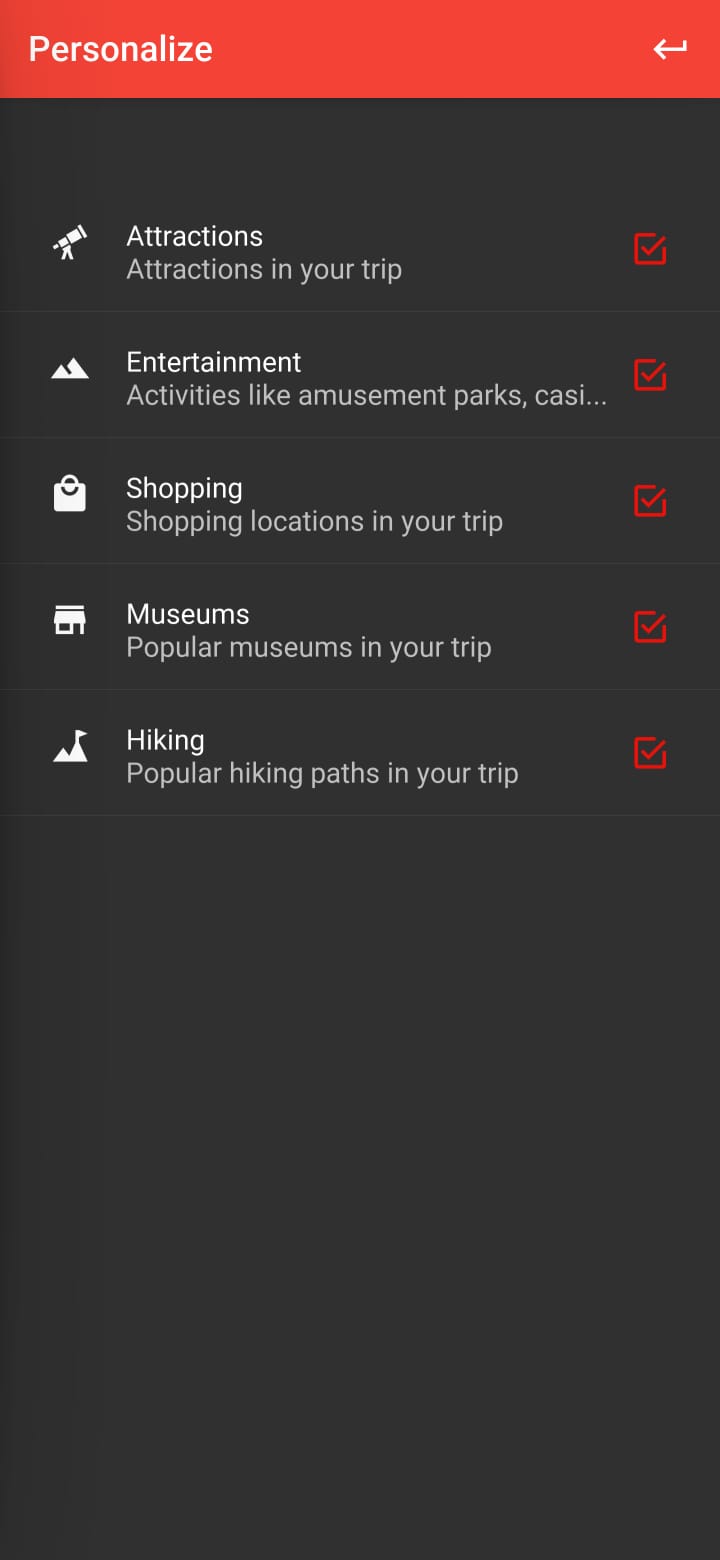 Personalize
Attractions
Attractions in your trip
Entertainment
Activities like amusement parks, casi...
Shopping
Shopping locations in your trip
Museums
Popular museums in your trip
Hiking
Popular hiking paths in your trip